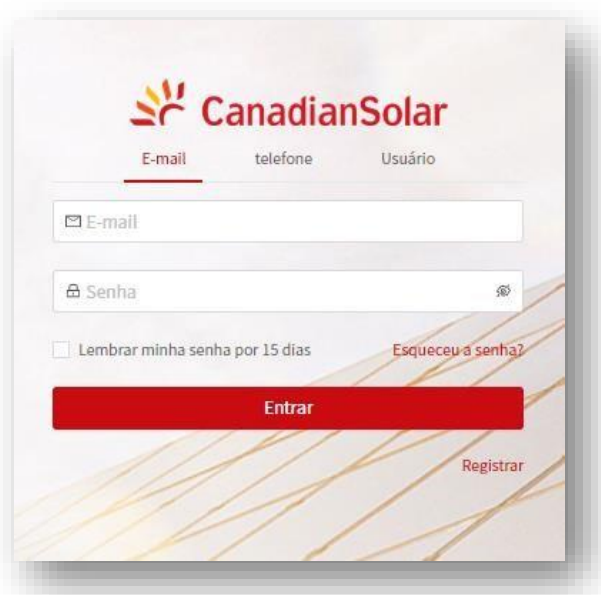 CanadianSolar
E-mail telefone Usuário
E-mail
Senha
Lembrar minha senha por 15 dias Esqueceu a senha?
Entrar
Registrar